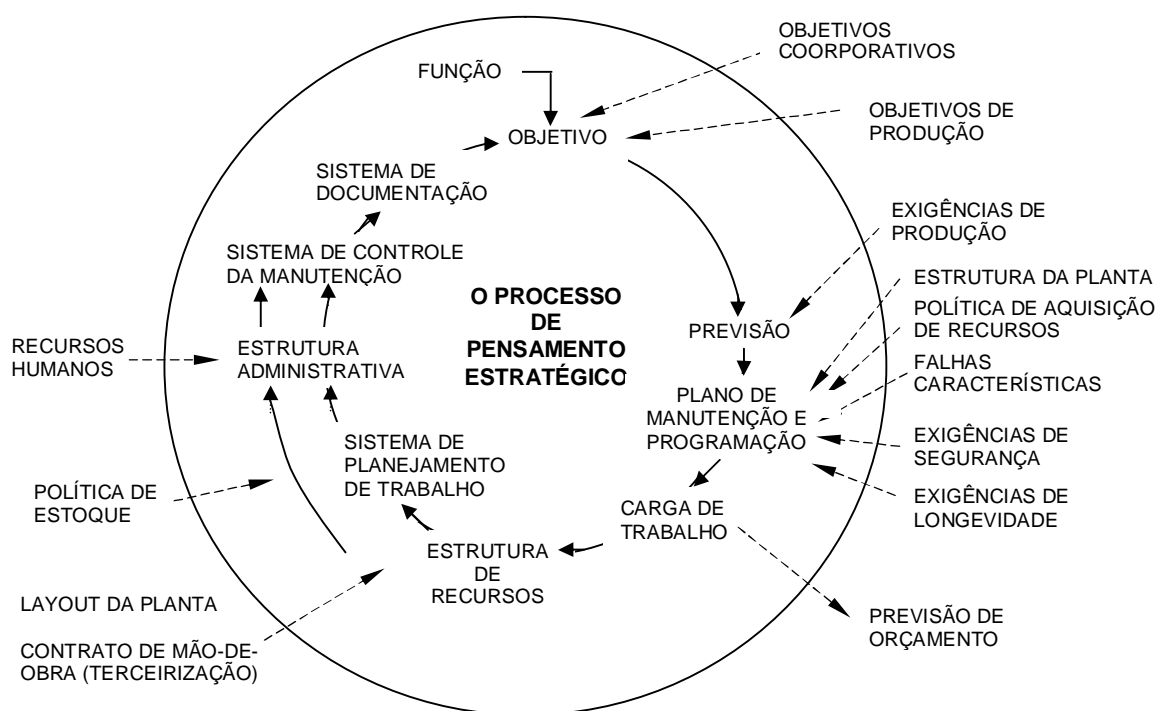 OBJETIVOS
COORPORATIVOS
FUNÇÃO
OBJETIVO
OBJETIVOS DE
PRODUÇÃO
SISTEMA DE
DOCUMENTAÇÃO
EXIGÊNCIAS DE
PRODUÇÃO
SISTEMA DE CONTROLE
DA MANUTENÇÃO
ESTRUTURA DA PLANTA
O PROCESSO
DE
PENSAMENTO
ESTRATÉGICO
PREVISÃO
POLÍTICA DE AQUISIÇÃO
DE RECURSOS
RECURSOS
HUMANOS
ESTRUTURA
ADMINISTRATIVA
FALHAS
CARACTERÍSTICAS
PLANO DE
MANUTENÇÃO E
PROGRAMAÇÃO
EXIGÊNCIAS DE
SEGURANÇA
SISTEMA DE
PLANEJAMENTO
DE TRABALHO
POLÍTICA DE
ESTOQUE
EXIGÊNCIAS DE
LONGEVIDADE
CARGA DE
TRABALHO
ESTRUTURA
DE
RECURSOS
LAYOUT DA PLANTA
PREVISÃO DE
ORÇAMENTO
CONTRATO DE MÃO-DE-
OBRA (TERCEIRIZAÇÃO)